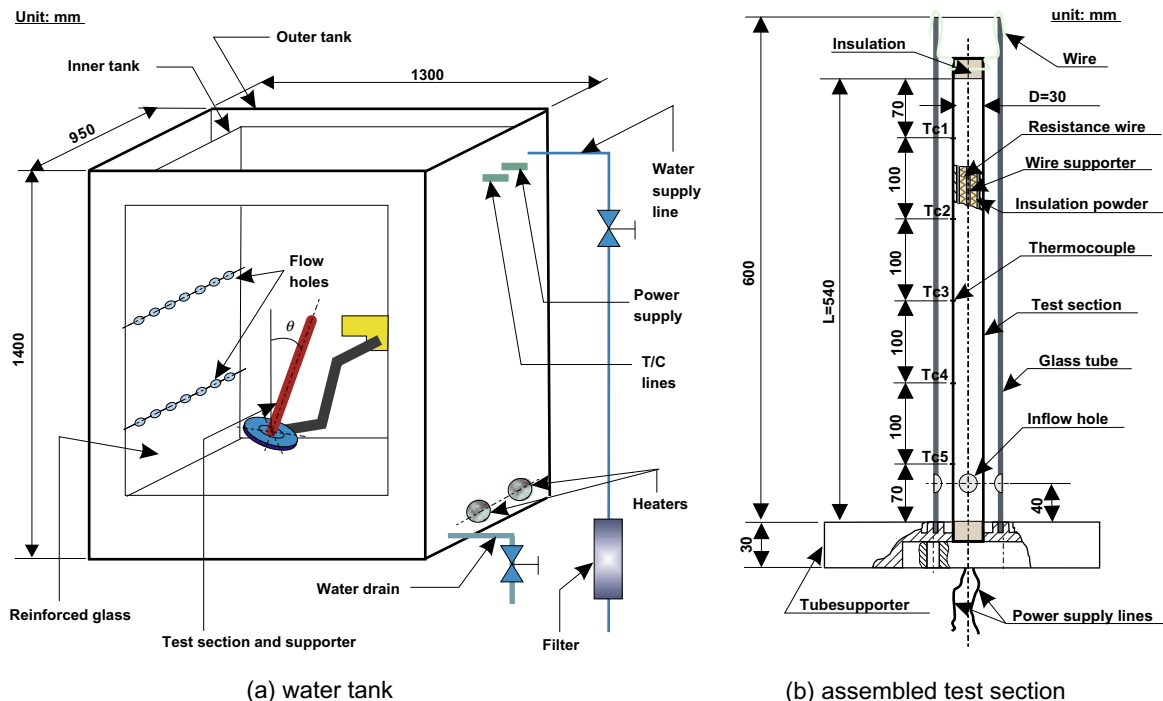 Unit: mm
Outer tank
Inner tank
1300
950
1400
Water
supply
line
Flow
holes
θ
Power
supply
T/C
lines
Heaters
Water drain
Reinforced glass
Test section and supporter
Filter
(a) water tank
unit: mm
Insulation
Wire
D=30
70
Tc1
Resistance wire
100
Wire supporter
Tc2
Insulation powder
600
L=540
100
Thermocouple
Tc3
Test section
100
Tc4
Glass tube
100
Inflow hole
Tc5
70
40
30
Tubesupporter
Power supply lines
(b) assembled test section